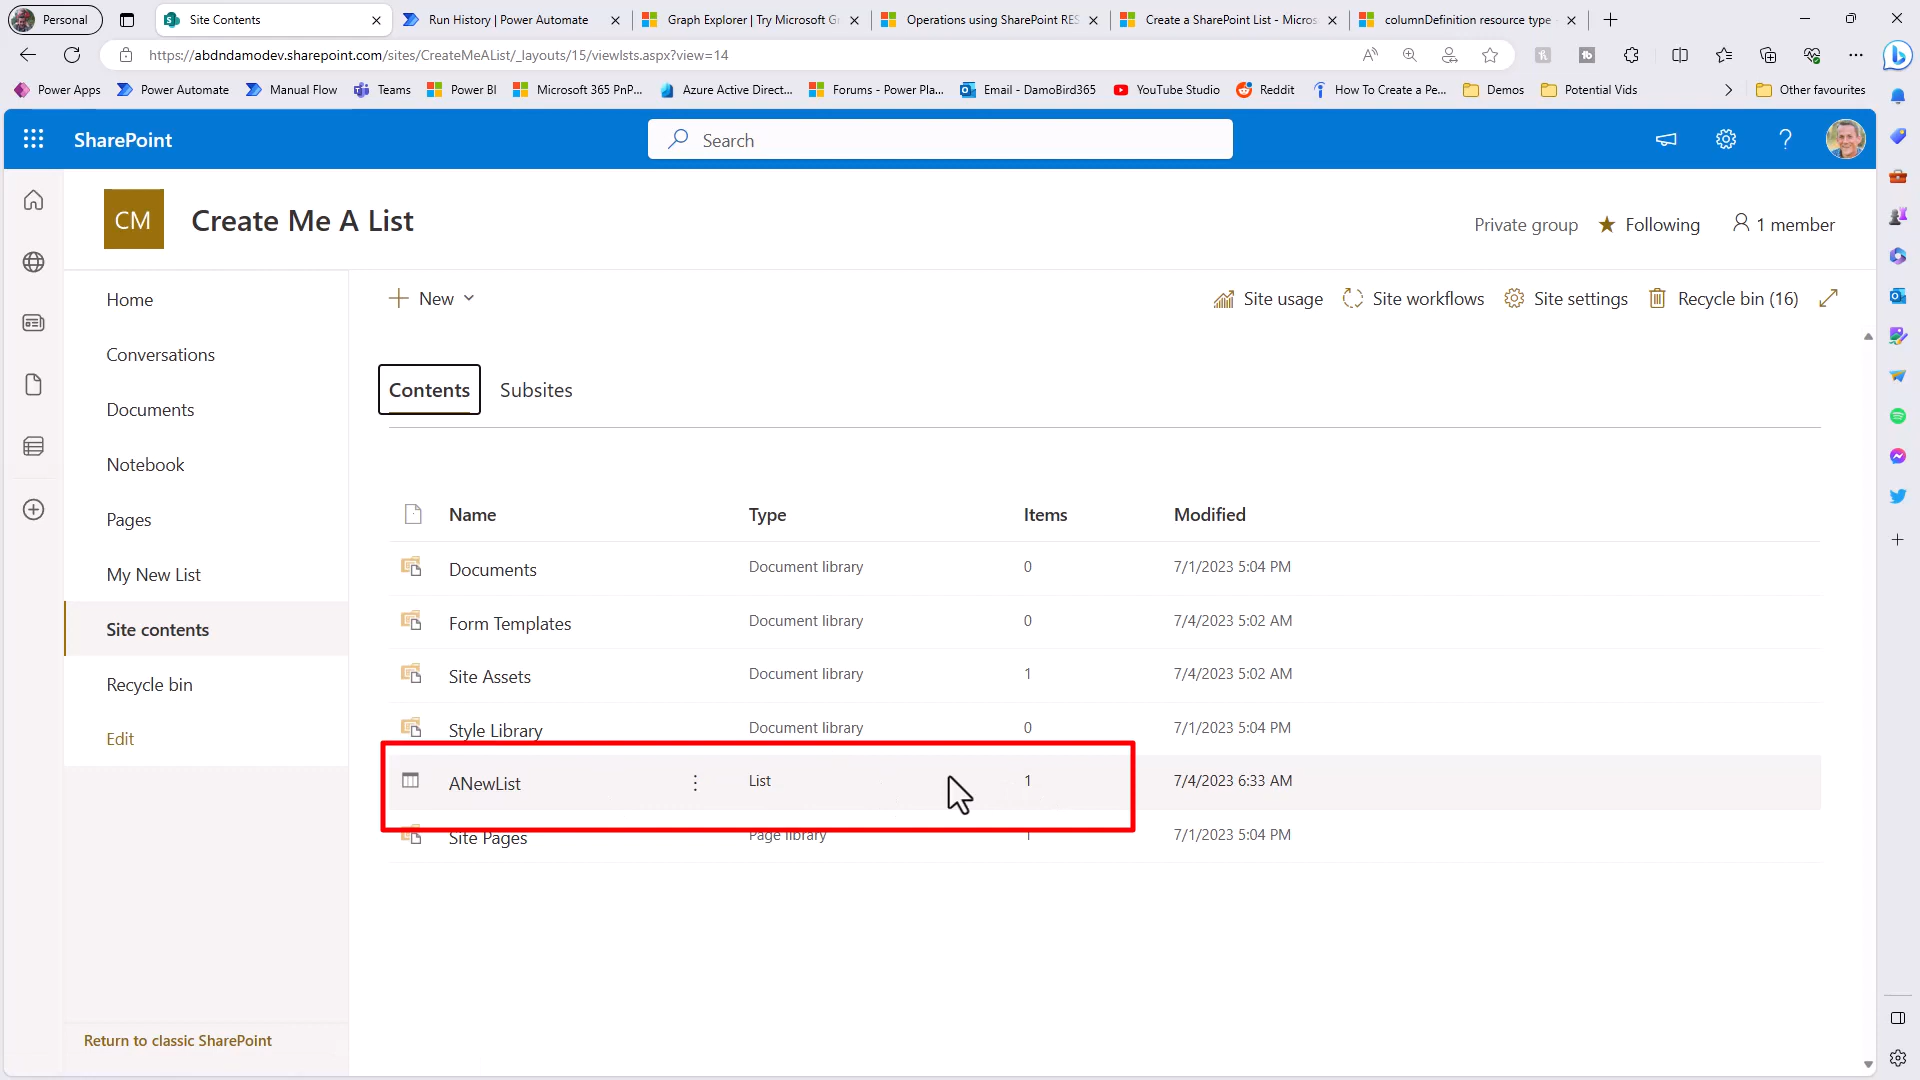 Personal
Site Contents
Run History | Power Automate
Graph Explorer | Try Microsoft Gr
Operations using SharePoint RES
Create a SharePoint List - Micros
columnDefinition resource type
https://abdndamodev.sharepoint.com/sites/CreateMeAList/_layouts/15/viewlsts.aspx?view=14
Power Apps
Power Automate
Manual Flow
Teams
Power BI
Microsoft 365 PnP...
Azure Active Direct...
Forums - Power Pla...
Email - DamoBird365
YouTube Studio
Reddit
How To Create a Pe...
Demos
Potential Vids
Other favourites
SharePoint
Search
CM
Create Me A List
Private group
Following
1 member
Home
Conversations
Documents
Notebook
Pages
My New List
Site contents
Recycle bin
Edit
Return to classic SharePoint
New
Site usage
Site workflows
Site settings
Recycle bin (16)
Contents
Subsites
Name Type Items Modified
Documents Document library 0 7/1/2023 5:04 PM
Form Templates Document library 0 7/4/2023 5:02 AM
Site Assets Document library 1 7/4/2023 5:02 AM
Style Library Document library 0 7/1/2023 5:04 PM
ANewList List 1 7/4/2023 6:33 AM
Site Pages Page library 1 7/1/2023 5:04 PM